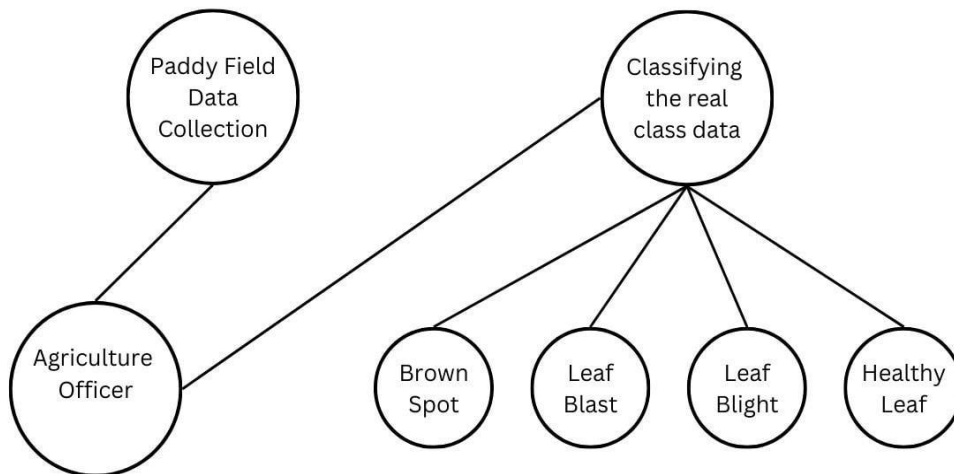 Paddy Field
Data
Collection
Classifying
the real
class data
Agriculture
Officer
Brown
Spot
Leaf
Blast
Leaf
Blight
Healthy
Leaf